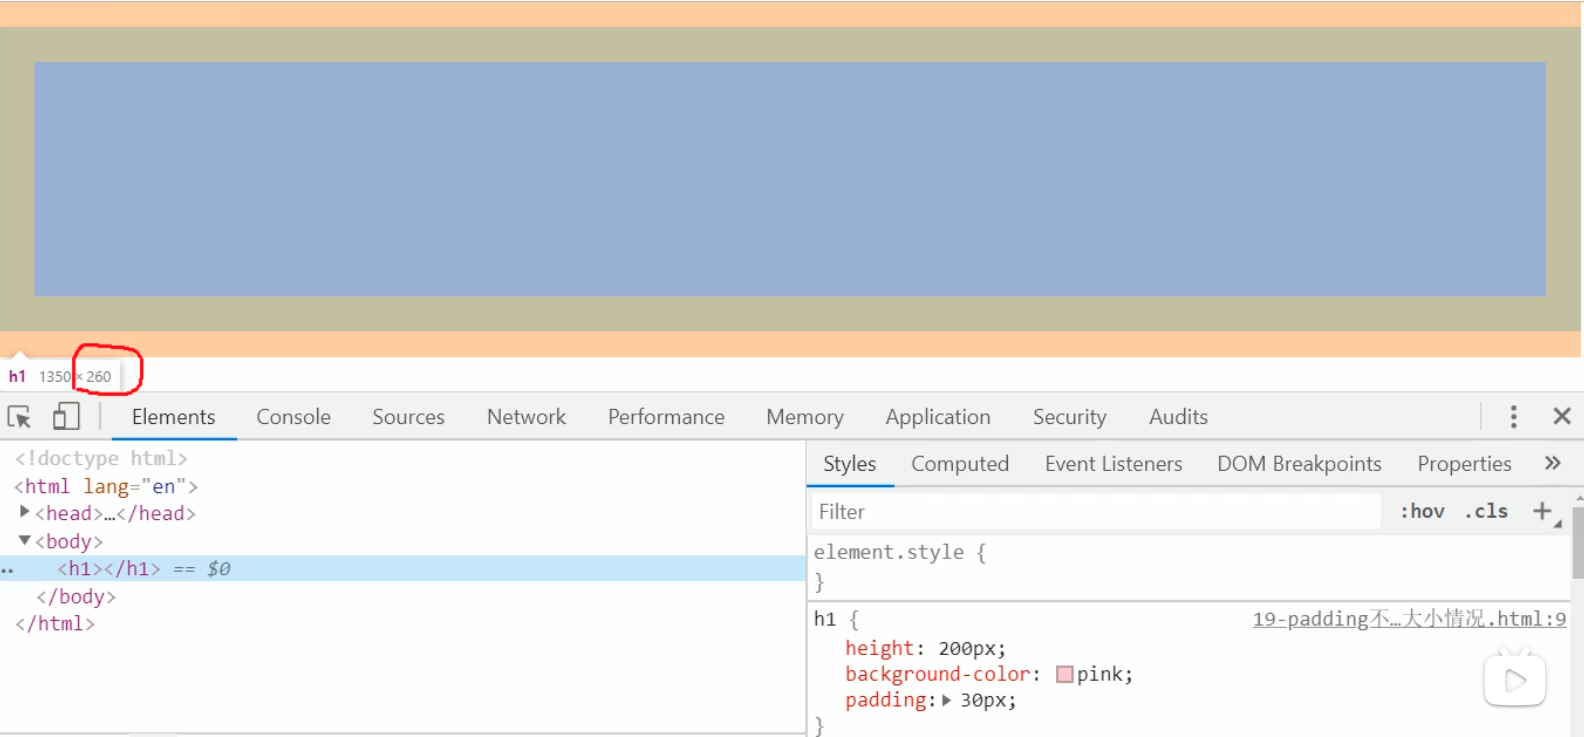 h1 1350 × 260
Elements Console Sources Network Performance Memory Application Security Audits
<!doctype html>
<html lang="en">
<head>…</head>
<body>
<h1></h1> == $0
</body>
</html>
Styles Computed Event Listeners DOM Breakpoints Properties »
Filter :hov .cls +
element.style {
}
h1 { 19-padding不…大小情况.html:9
height: 200px;
background-color: pink;
padding: 30px;
}